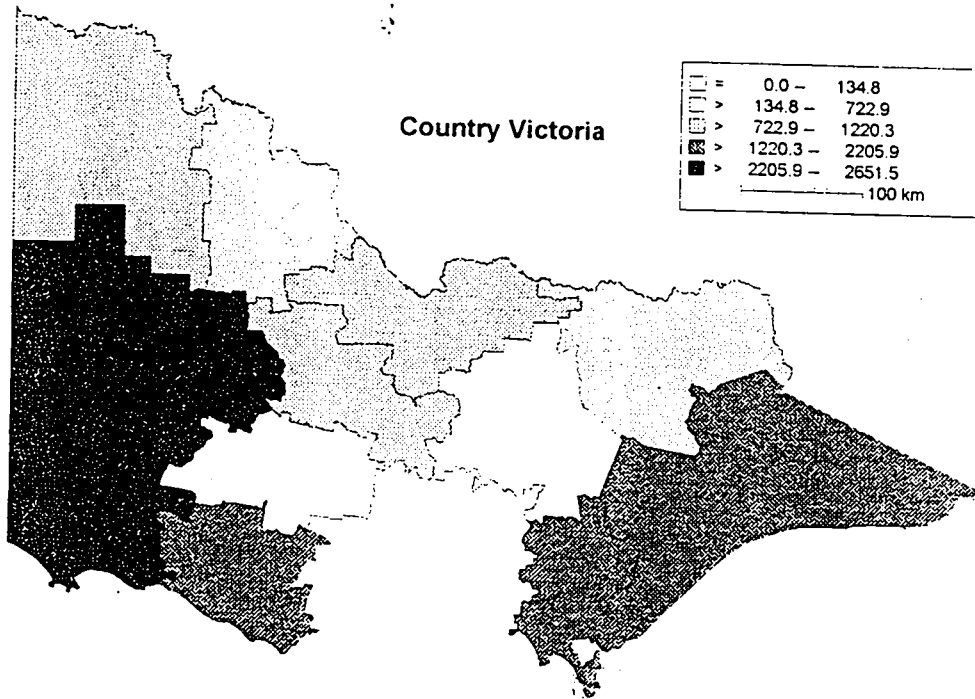 Country Victoria
= 0.0 – 134.8
> 134.8 – 722.9
> 722.9 – 1220.3
> 1220.3 – 2205.9
> 2205.9 – 2651.5
100 km